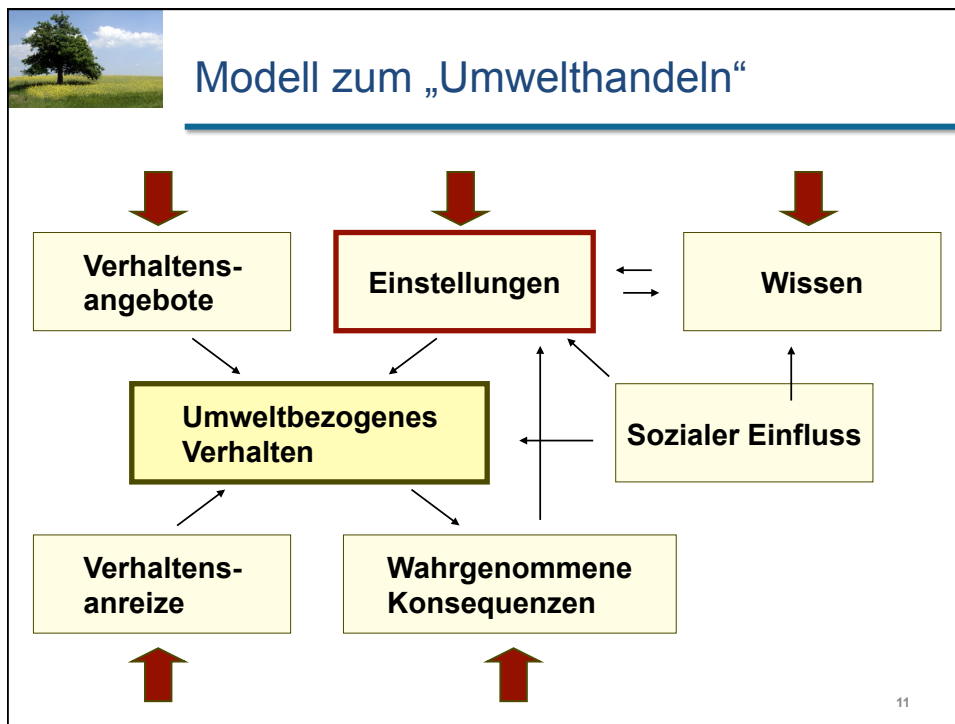 Modell zum „Umwelthandeln“
Verhaltens-
angebote
Einstellungen
Wissen
Umweltbezogenes
Verhalten
Sozialer Einfluss
Verhaltens-
anreize
Wahrgenommene
Konsequenzen
11